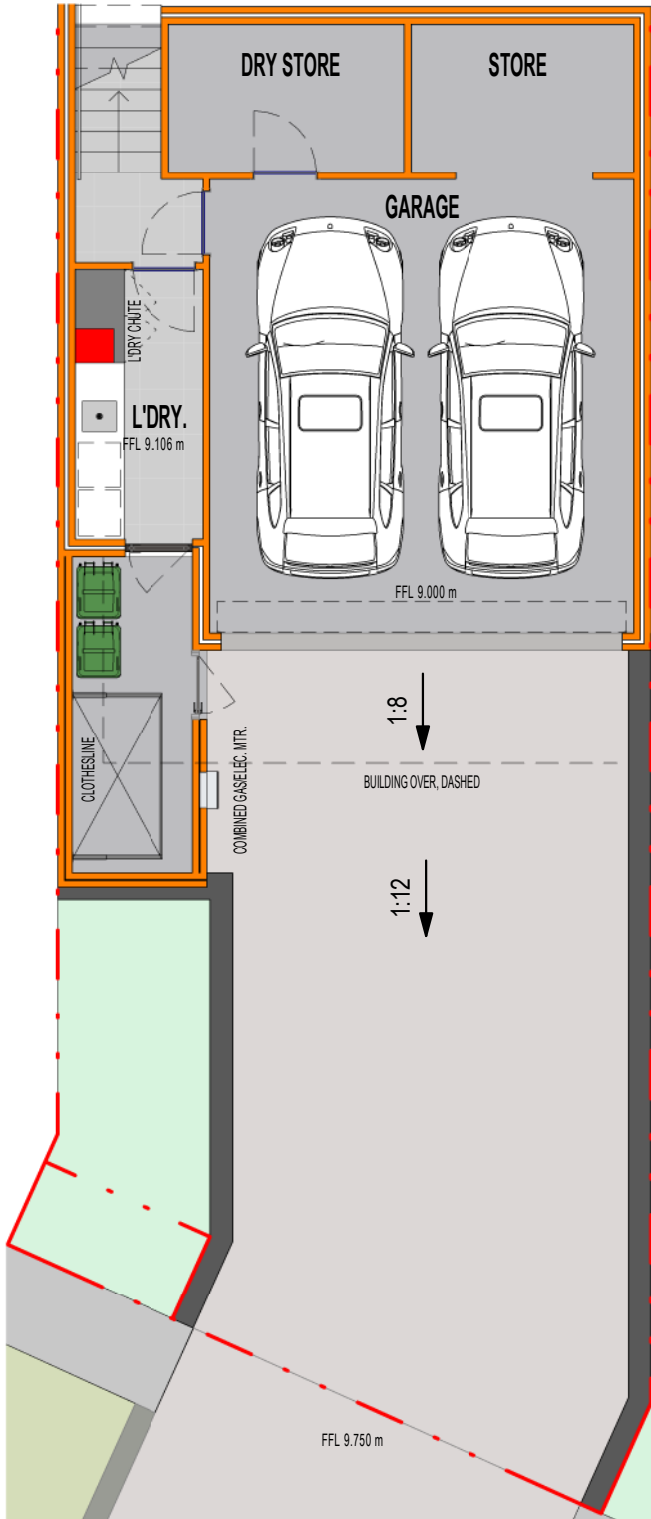 DRY STORE
STORE
GARAGE
L'DRY CHUTE
L'DRY.
FFL 9.106 m
FFL 9.000 m
1:8
CLOTHESLINE
COMBINED GAS/ELEC. MTR.
BUILDING OVER, DASHED
1:12
FFL 9.750 m